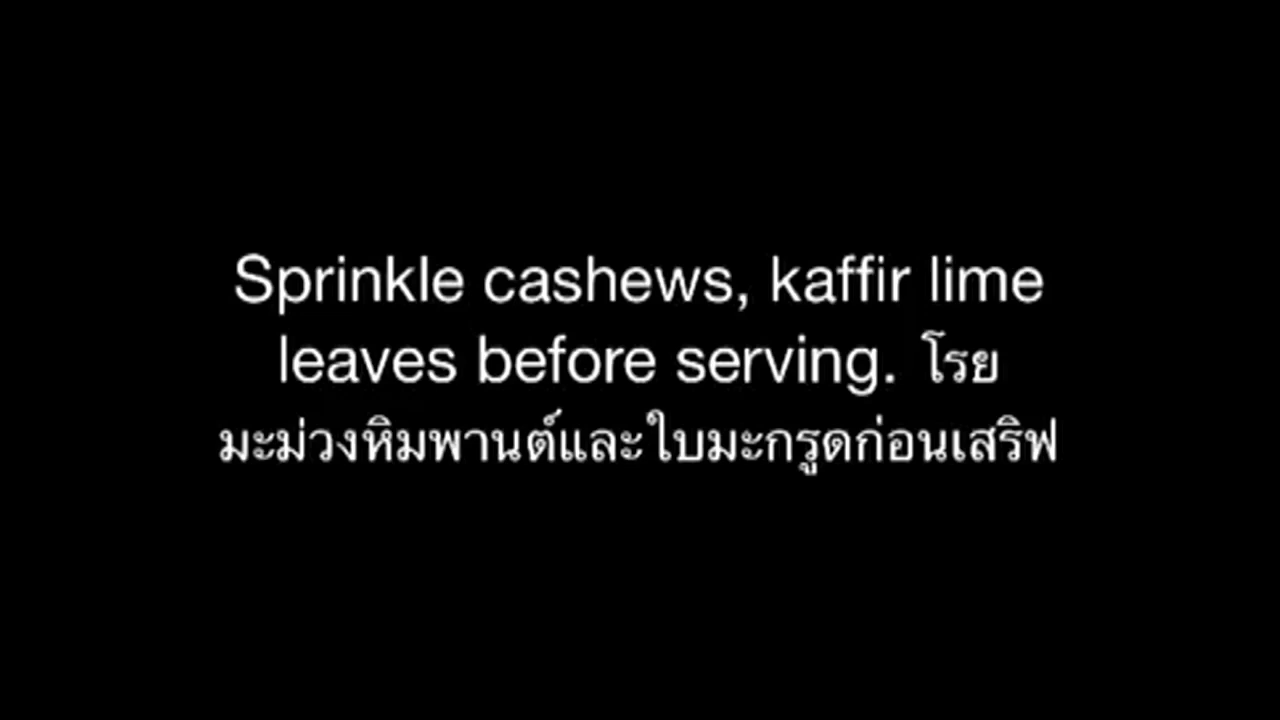 Sprinkle cashews, kaffir lime
leaves before serving. โรย
มะม่วงหิมพานต์และใบมะกรูดก่อนเสริฟ